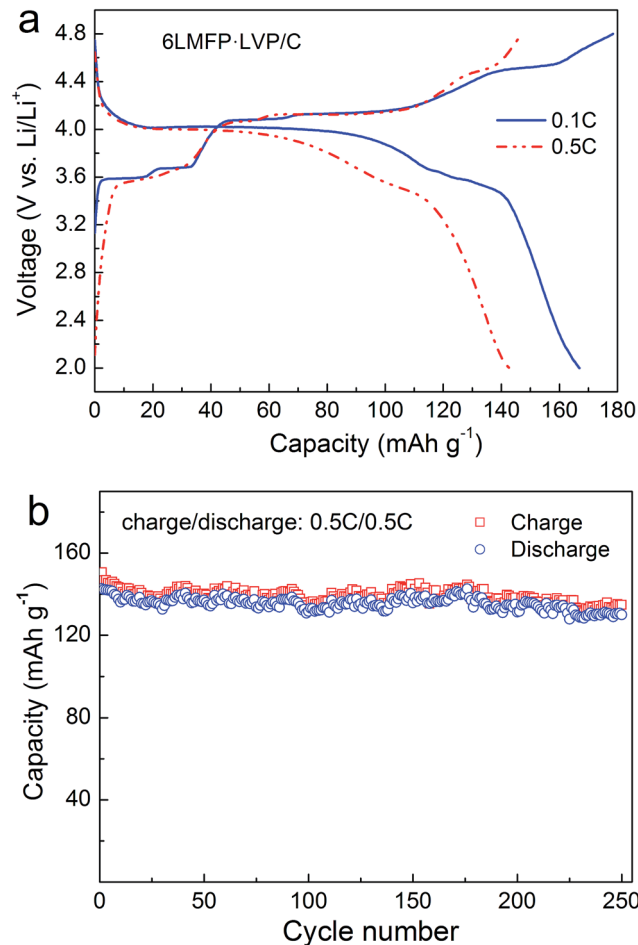 a
6LMFP·LVP/C
4.8
4.4
4.0
3.6
3.2
2.8
2.4
2.0
Voltage (V vs. Li/Li⁺)
0.1C
0.5C
0 20 40 60 80 100 120 140 160 180
Capacity (mAh g⁻¹)
b
charge/discharge: 0.5C/0.5C
Charge
Discharge
160
120
80
40
Capacity (mAh g⁻¹)
0 50 100 150 200 250
Cycle number